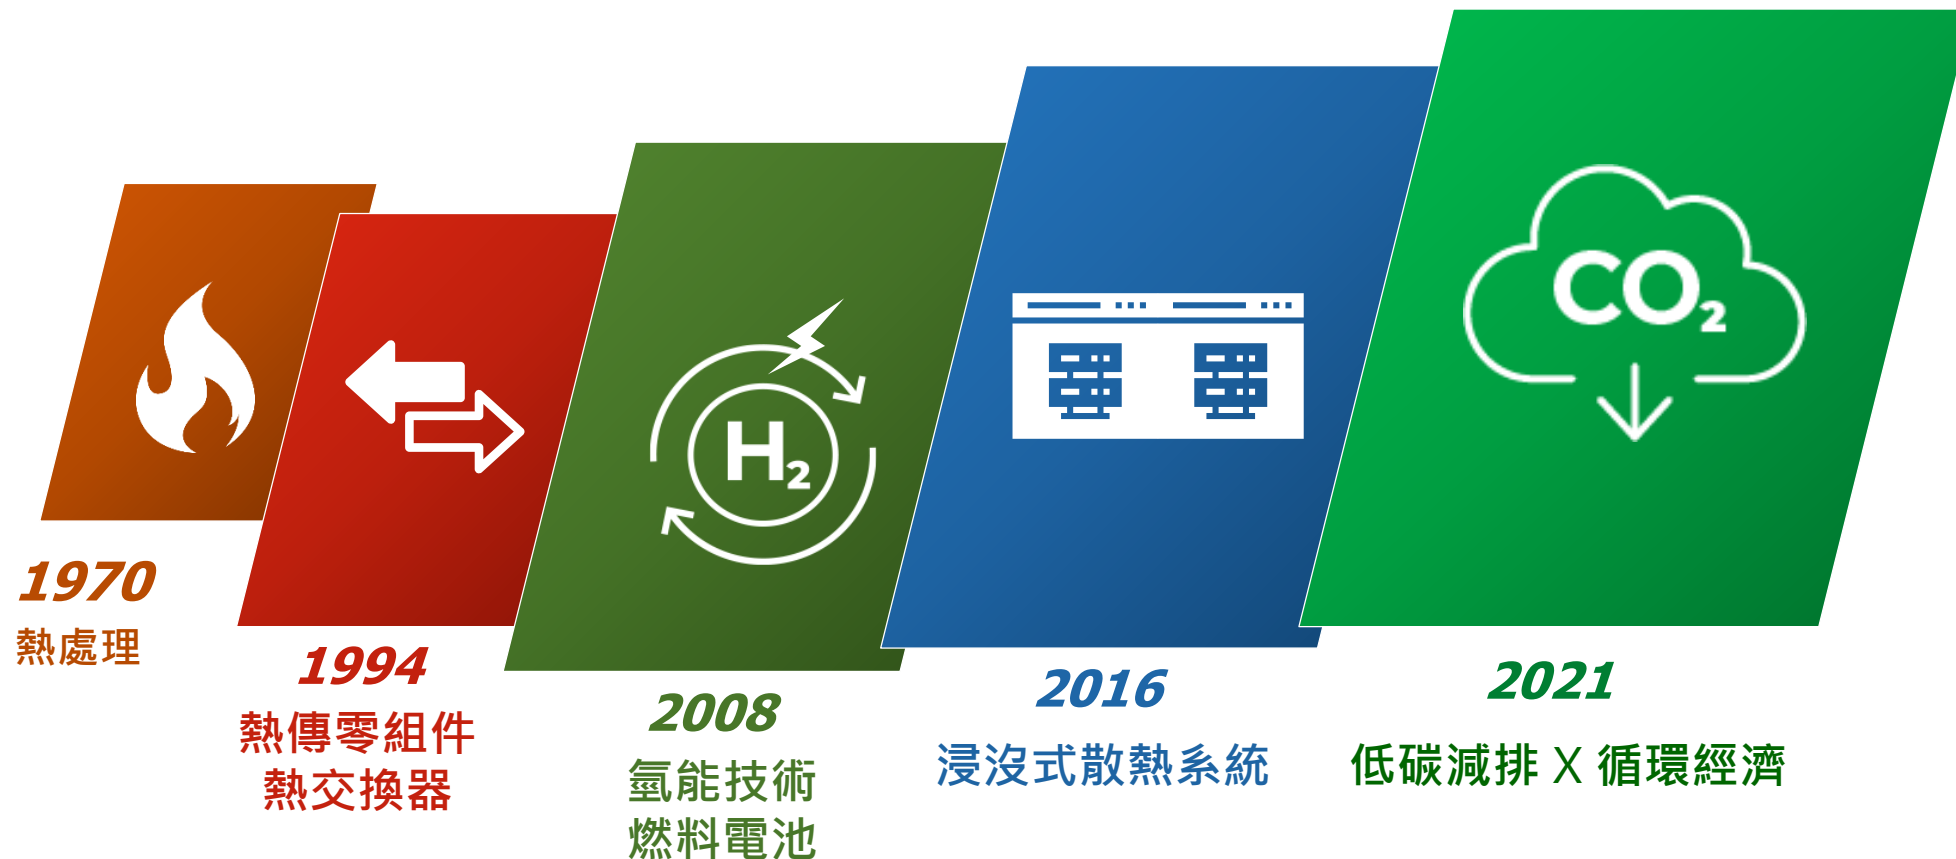 1970
熱處理
1994
熱傳零組件
熱交換器
H₂
2008
氫能技術
燃料電池
2016
浸沒式散熱系統
CO₂
2021
低碳減排 X 循環經濟